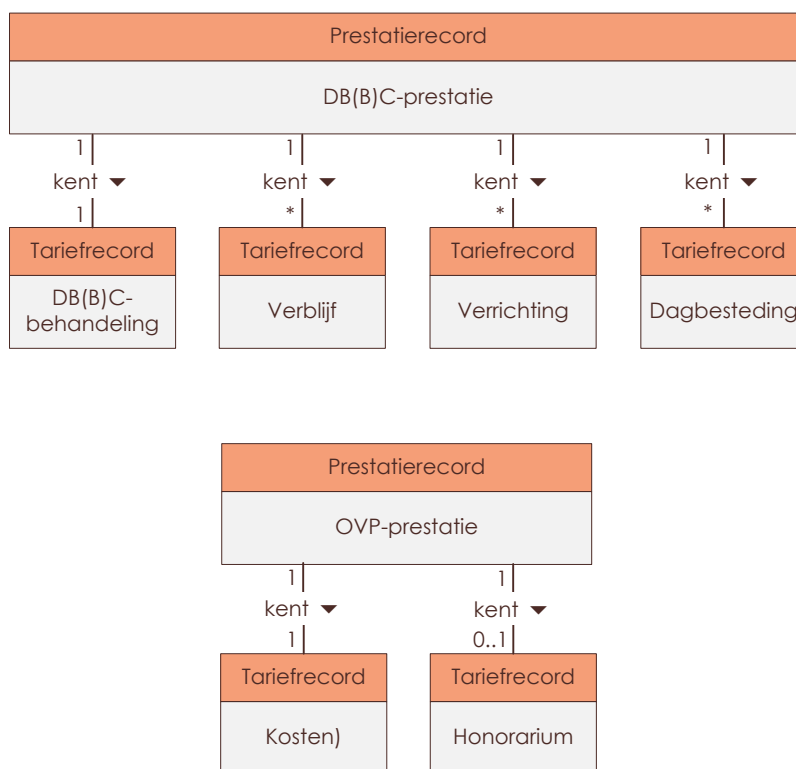 Prestatierecord
DB(B)C-prestatie
1 1 1 1
kent kent kent kent
1 * * *
Tariefrecord Tariefrecord Tariefrecord Tariefrecord
DB(B)C-
behandeling
Verblijf
Verrichting
Dagbesteding
Prestatierecord
OVP-prestatie
1 1
kent kent
1 0..1
Tariefrecord Tariefrecord
Kosten) Honorarium